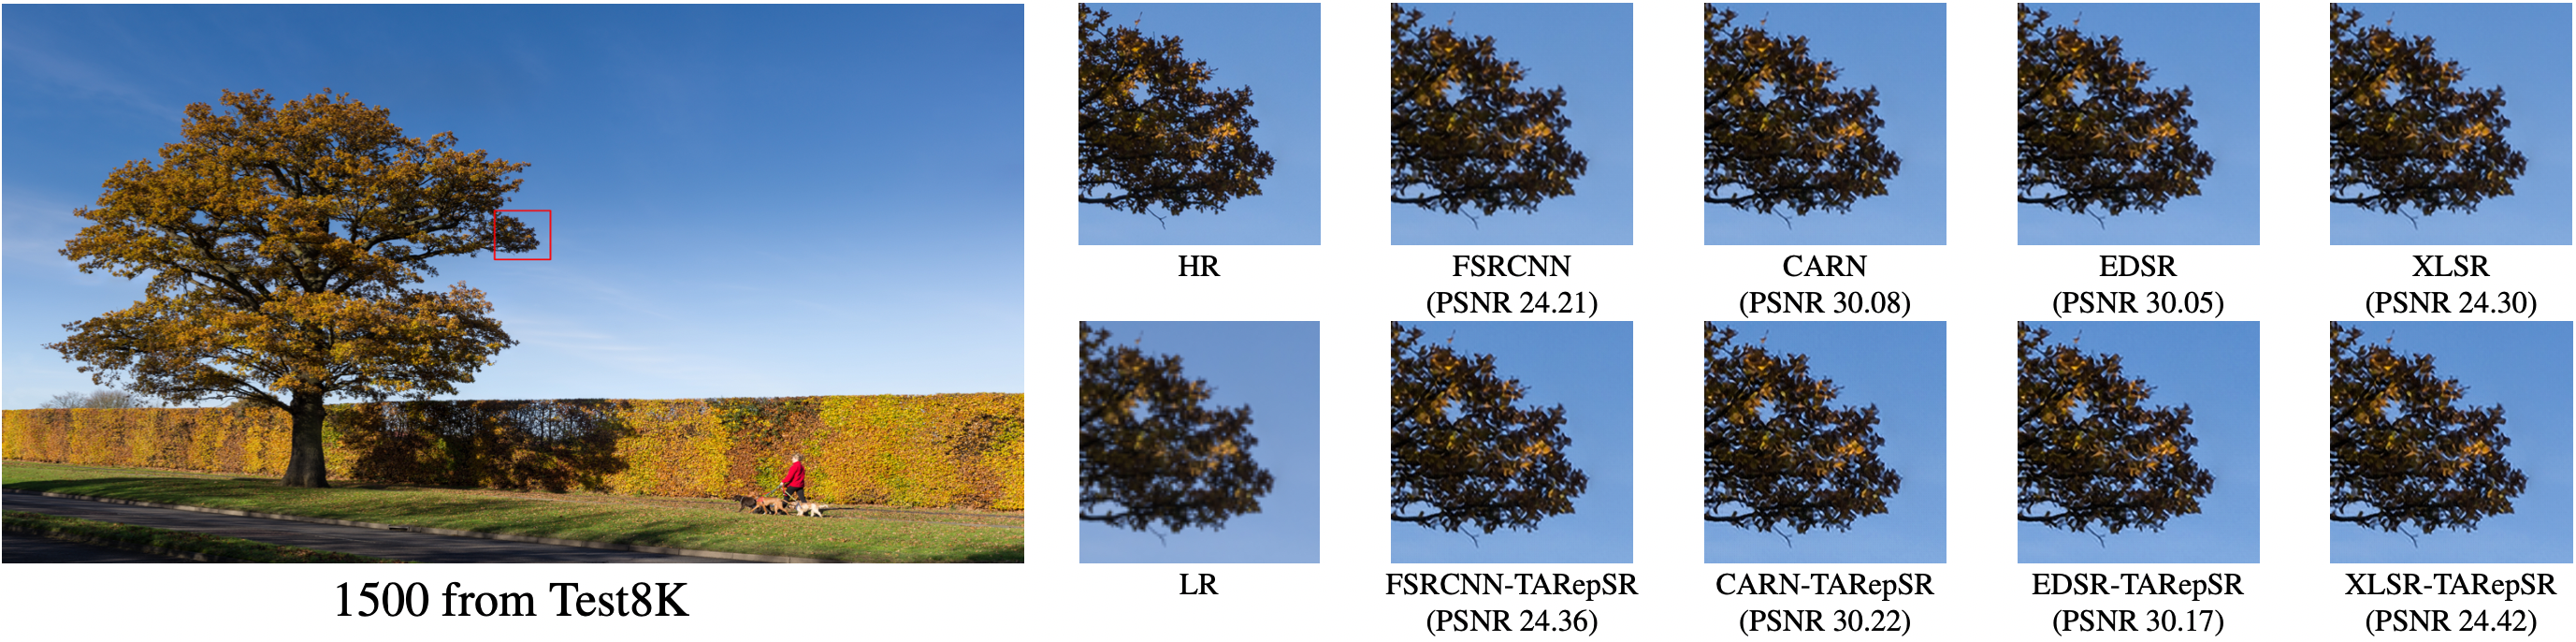 HR
FSRCNN
(PSNR 24.21)
CARN
(PSNR 30.08)
EDSR
(PSNR 30.05)
XLSR
(PSNR 24.30)
LR
FSRCNN-TARepSR
(PSNR 24.36)
CARN-TARepSR
(PSNR 30.22)
EDSR-TARepSR
(PSNR 30.17)
XLSR-TARepSR
(PSNR 24.42)
1500 from Test8K